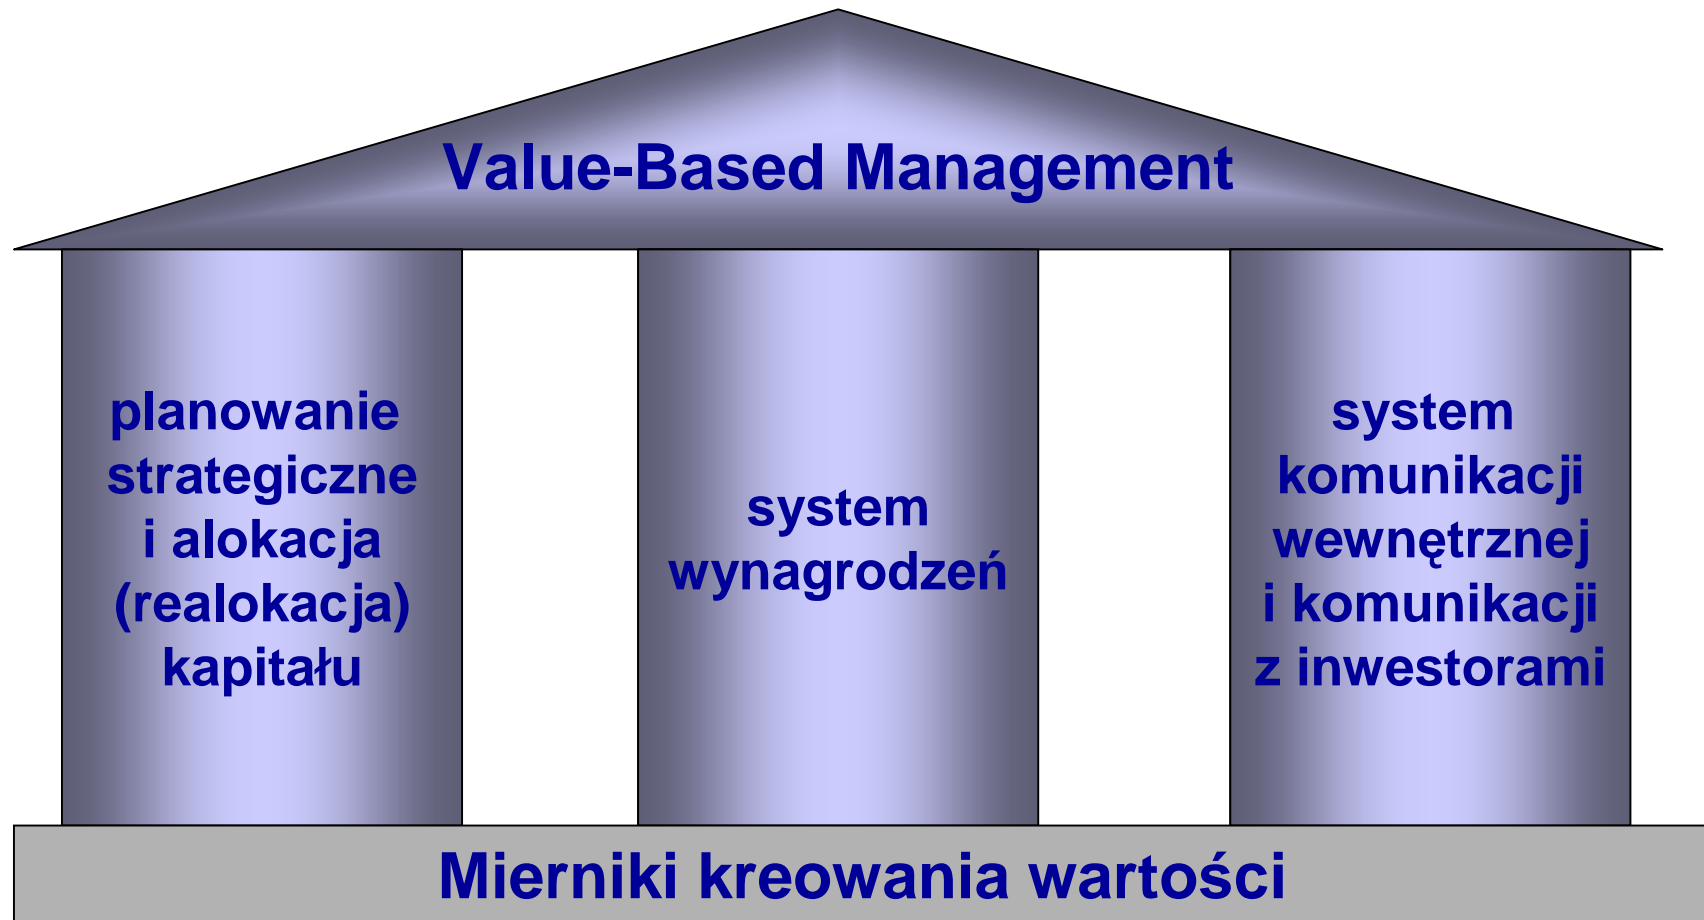 Value-Based Management
planowanie
strategiczne
i alokacja
(realokacja)
kapitału
system
wynagrodzeń
system
komunikacji
wewnętrznej
i komunikacji
z inwestorami
Mierniki kreowania wartości